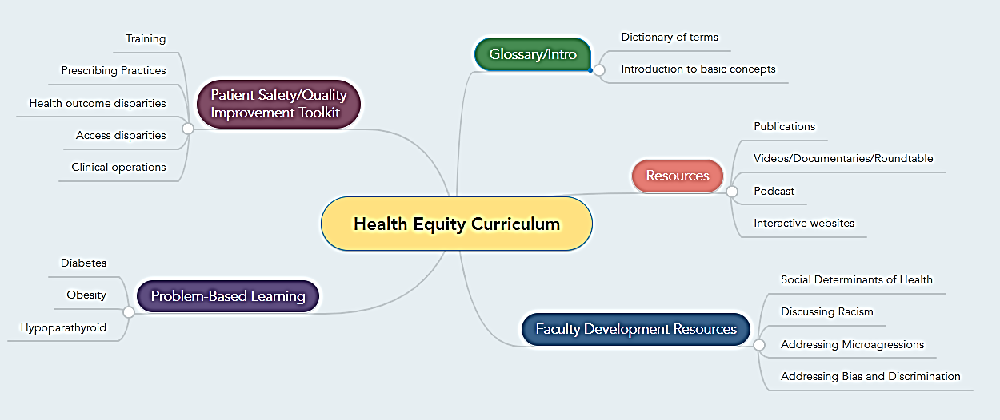 Training
Prescribing Practices
Health outcome disparities
Access disparities
Clinical operations
Patient Safety/Quality
Improvement Toolkit
Glossary/Intro
Dictionary of terms
Introduction to basic concepts
Resources
Publications
Videos/Documentaries/Roundtable
Podcast
Interactive websites
Health Equity Curriculum
Diabetes
Obesity
Hypoparathyroid
Problem-Based Learning
Faculty Development Resources
Social Determinants of Health
Discussing Racism
Addressing Microagressions
Addressing Bias and Discrimination